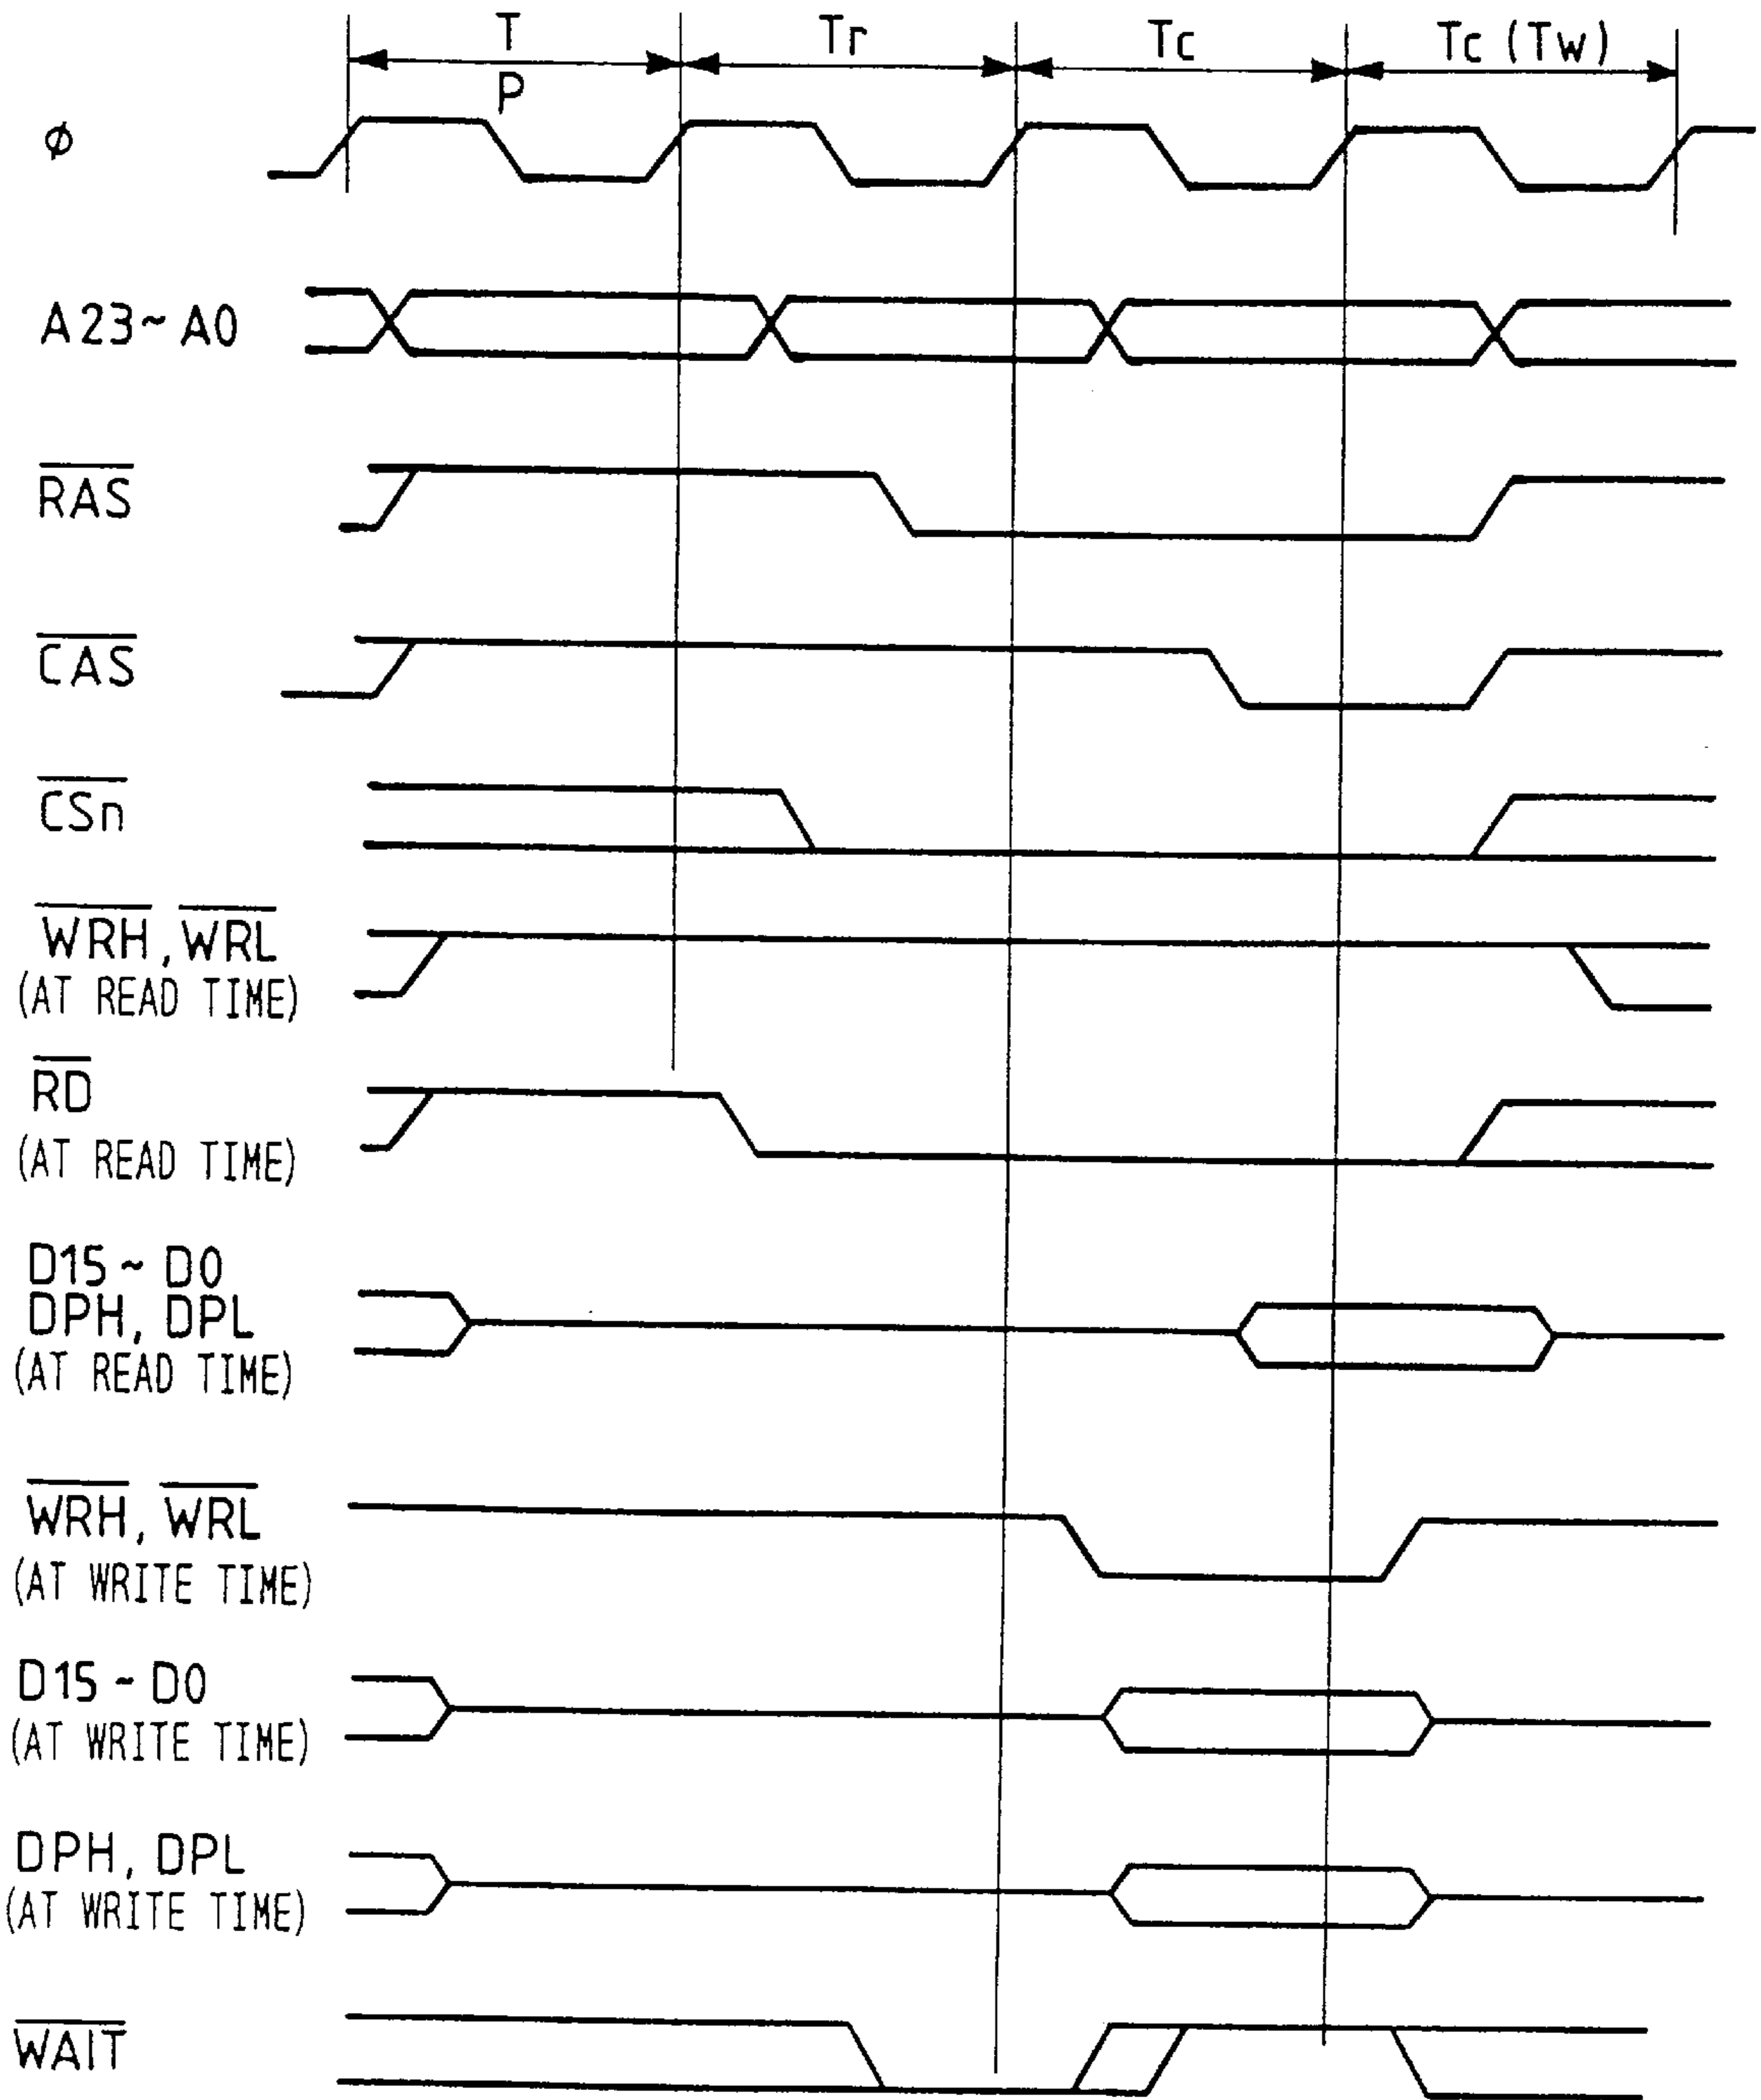 T Tr Tc Tc (Tw)
P
ø
A23~A0
RAS
CAS
CSn
WRH, WRL
(AT READ TIME)
RD
(AT READ TIME)
D15~D0
DPH, DPL
(AT READ TIME)
WRH, WRL
(AT WRITE TIME)
D15~D0
(AT WRITE TIME)
DPH, DPL
(AT WRITE TIME)
WAIT